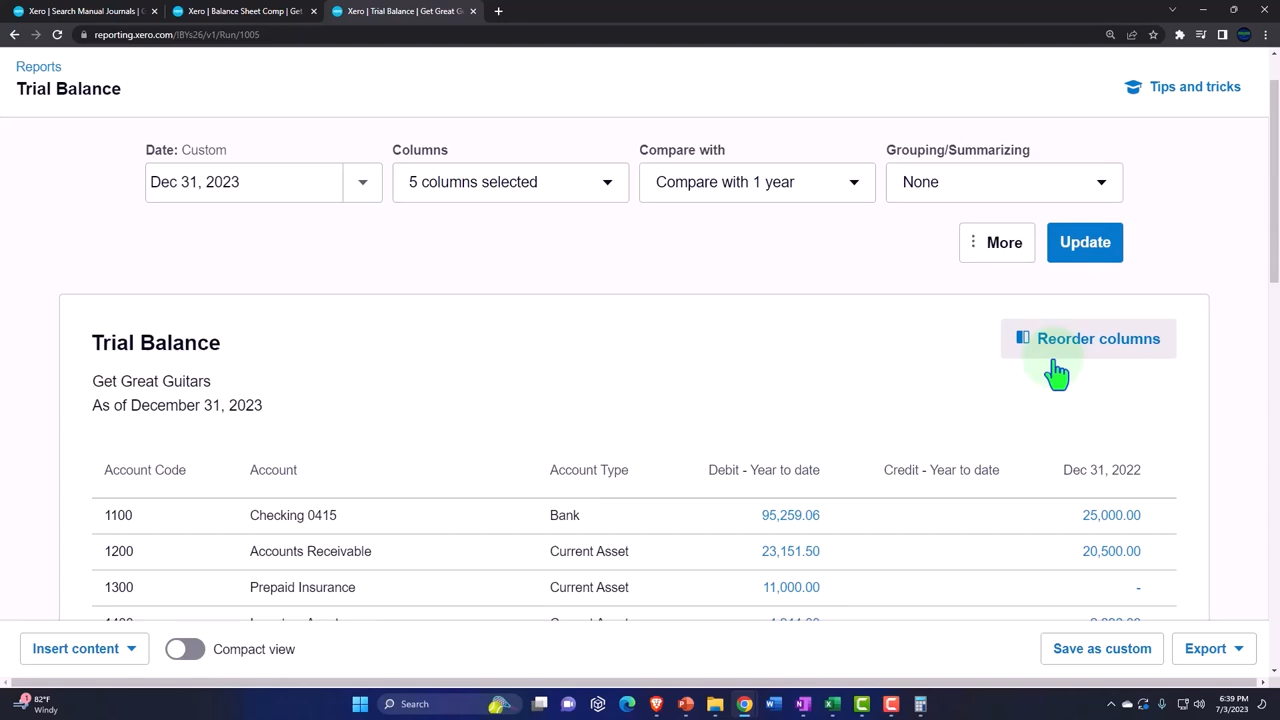 Xero | Search Manual Journals | G
Xero | Balance Sheet Comp | Get
Xero | Trial Balance | Get Great G
reporting.xero.com/!BYs26/v1/Run/1005
Reports
Trial Balance
Tips and tricks
Date: Custom
Columns
Compare with
Grouping/Summarizing
Dec 31, 2023
5 columns selected
Compare with 1 year
None
More
Update
Trial Balance
Reorder columns
Get Great Guitars
As of December 31, 2023
Account Code Account Account Type Debit - Year to date Credit - Year to date Dec 31, 2022
1100 Checking 0415 Bank 95,259.06 25,000.00
1200 Accounts Receivable Current Asset 23,151.50 20,500.00
1300 Prepaid Insurance Current Asset 11,000.00 -
Insert content
Compact view
Save as custom
Export
82°F
Windy
Search
6:39 PM
7/3/2023